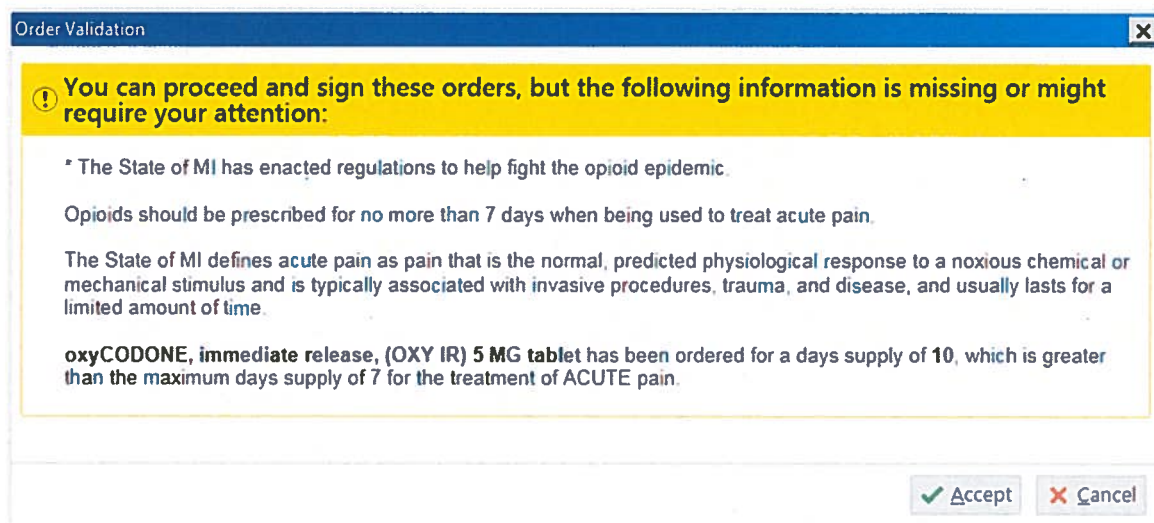 Order Validation
You can proceed and sign these orders, but the following information is missing or might
require your attention:
* The State of MI has enacted regulations to help fight the opioid epidemic.
Opioids should be prescribed for no more than 7 days when being used to treat acute pain.
The State of MI defines acute pain as pain that is the normal, predicted physiological response to a noxious chemical or
mechanical stimulus and is typically associated with invasive procedures, trauma, and disease, and usually lasts for a
limited amount of time.
oxyCODONE, immediate release, (OXY IR) 5 MG tablet has been ordered for a days supply of 10, which is greater
than the maximum days supply of 7 for the treatment of ACUTE pain.
Accept Cancel